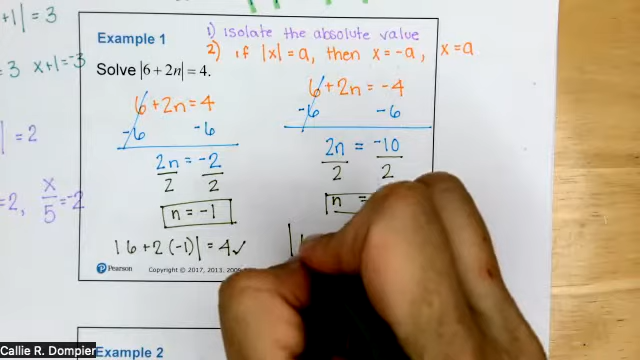 +1| = 3
= 3 x+1=-3
| = 2
=2, x/5 = -2
Example 1
1) isolate the absolute value
2) if |x| = a, then x = -a, x = a
Solve |6 + 2n| = 4.
6 + 2n = 4
-6 -6
2n = -2
2 2
n = -1
|6 + 2(-1)| = 4 ✓
6 + 2n = -4
-6 -6
2n = -10
2 2
n =
Pearson
Copyright © 2017, 2013, 2009
Example 2
Callie R. Dompier